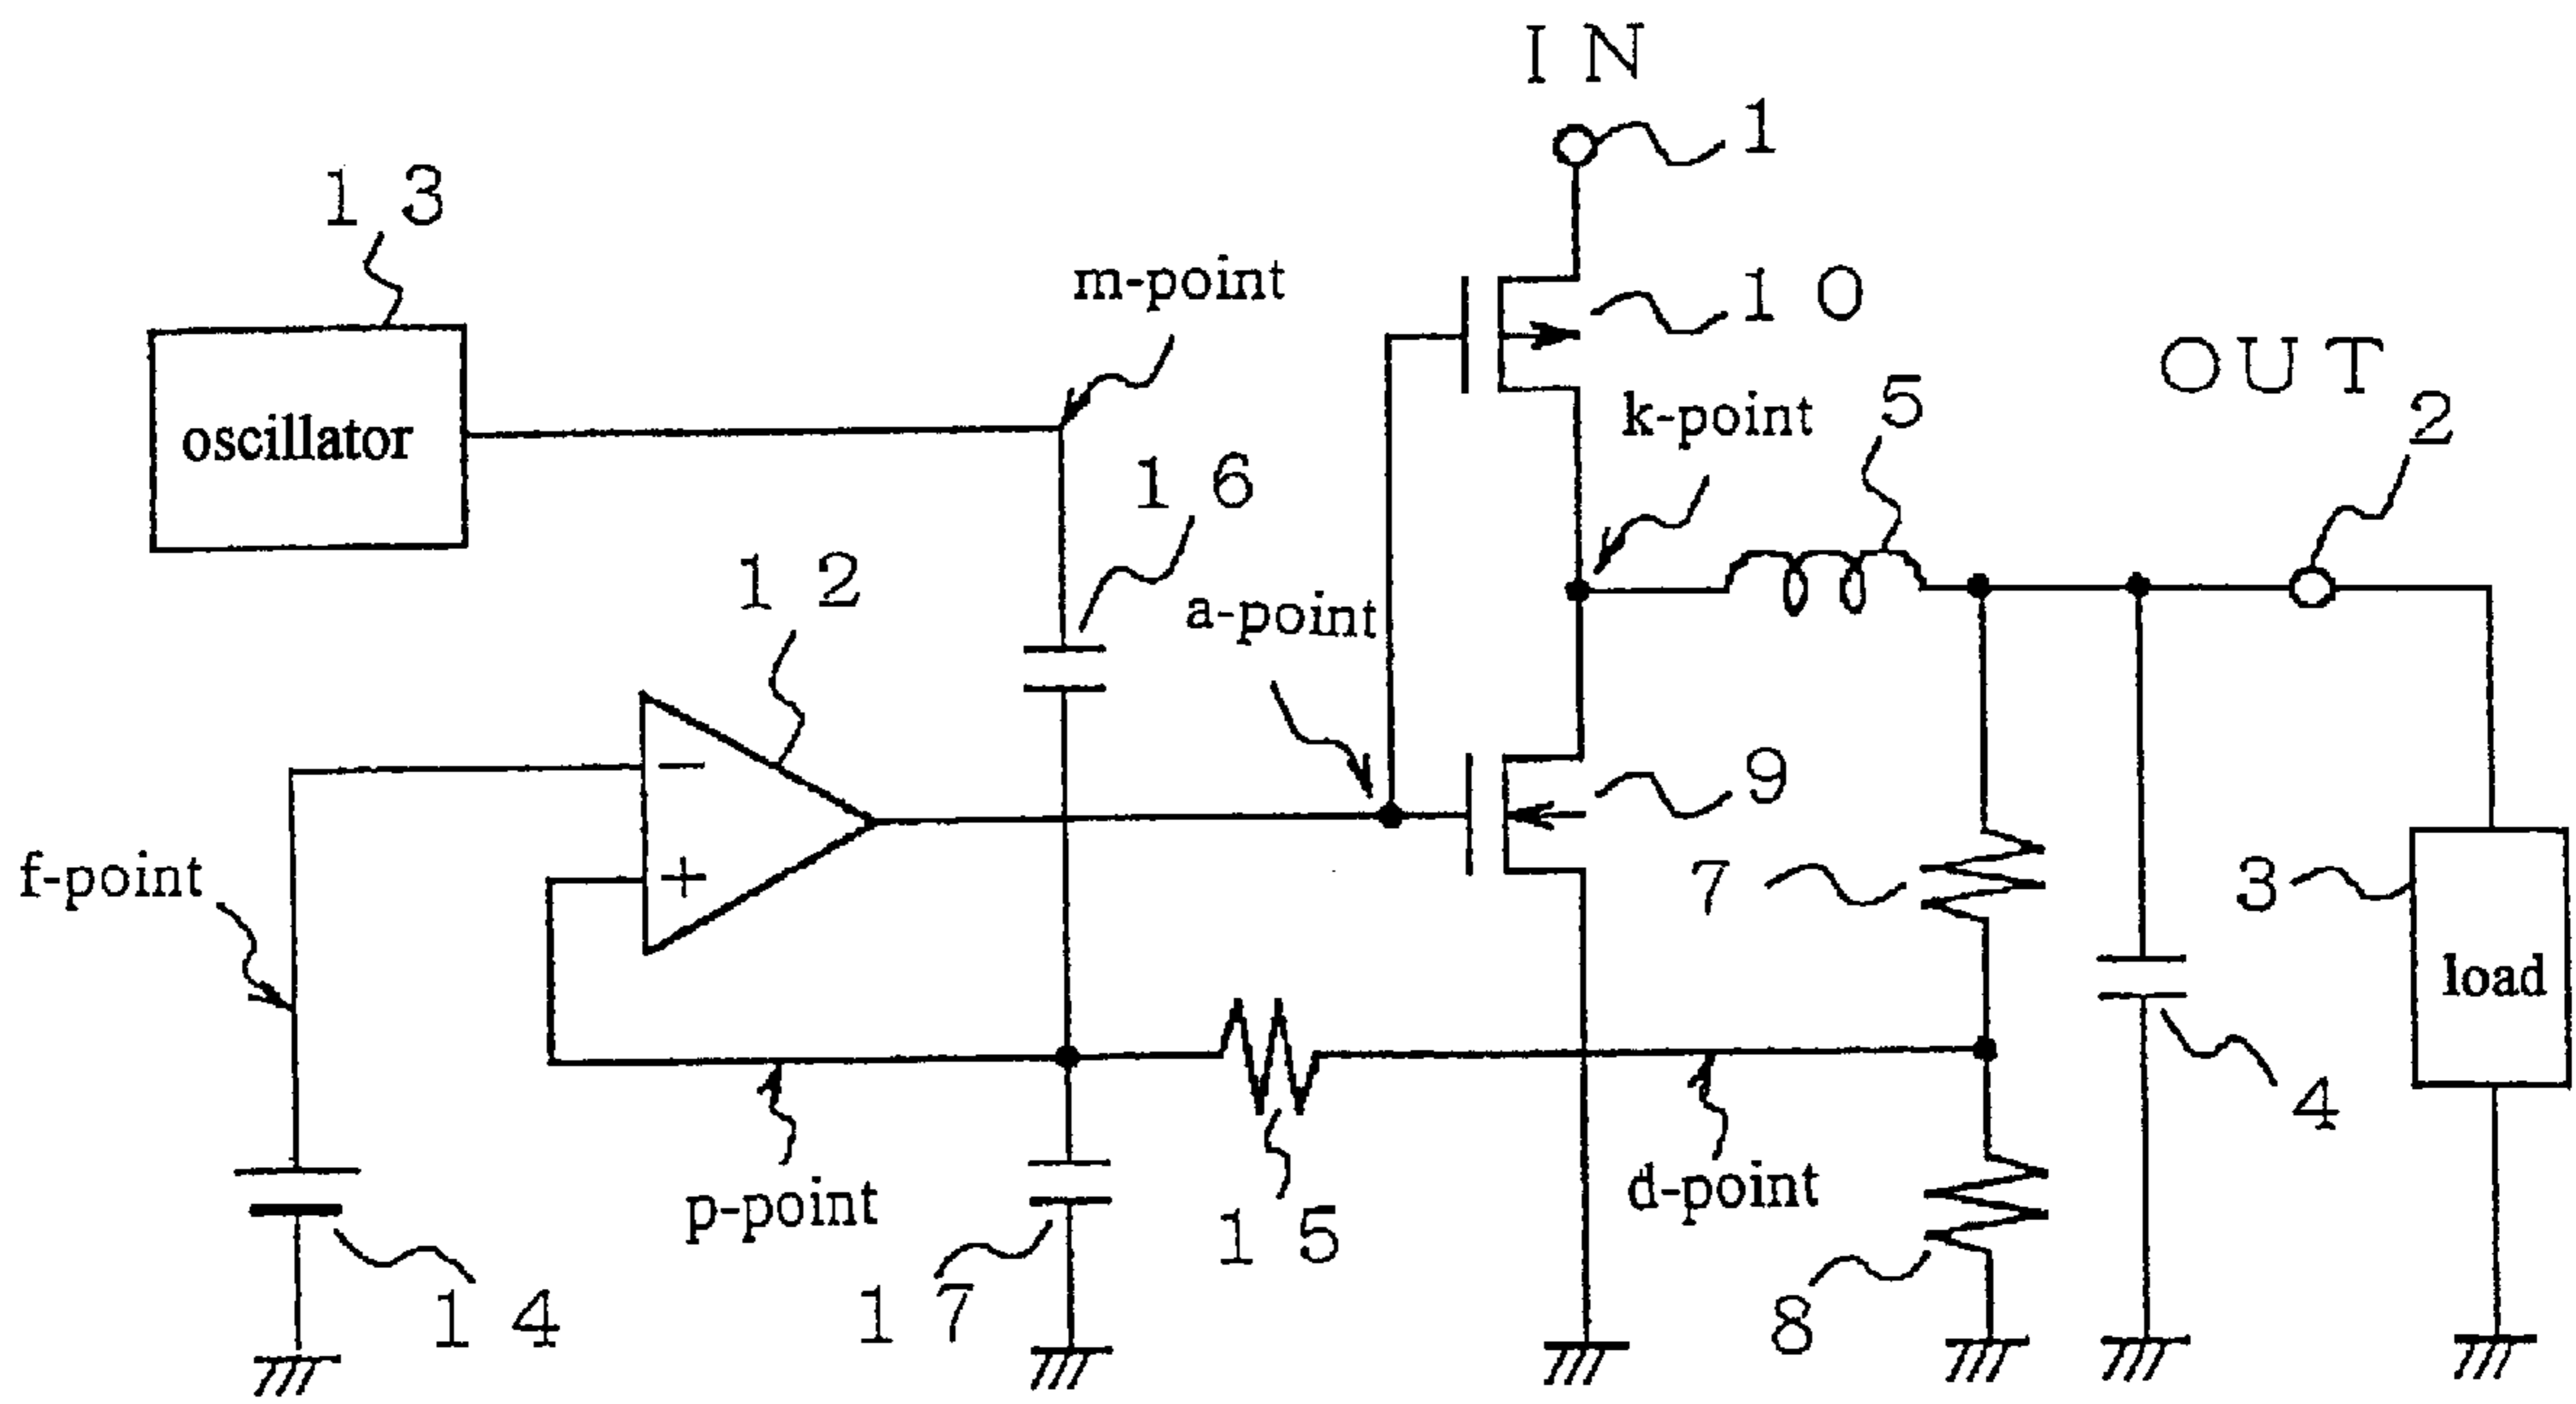 IN
1
13
m-point
10
OUT
k-point
5
2
oscillator
16
12
a-point
−
9
f-point
+
7
3
load
p-point
15
d-point
4
14
17
8